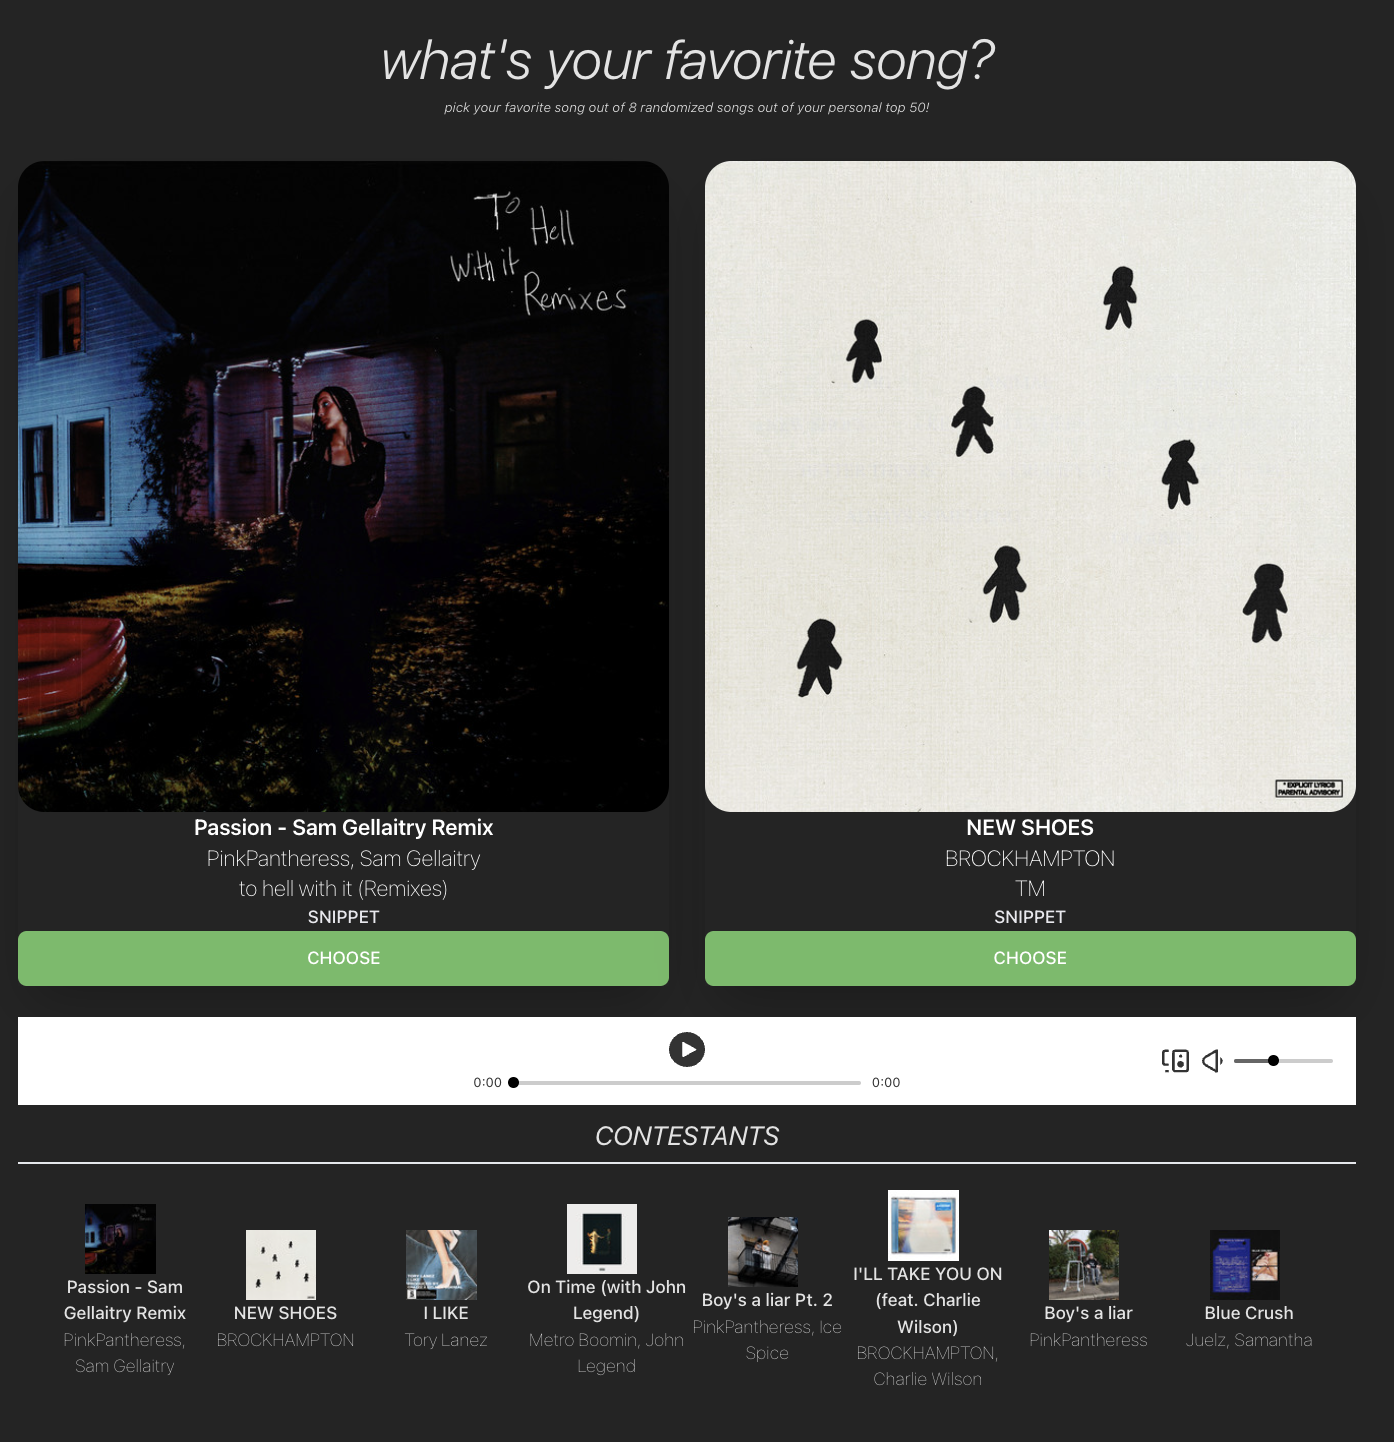 what's your favorite song?
pick your favorite song out of 8 randomized songs out of your personal top 50!
To
Hell
With it
Remixes
* EXPLICIT LYRICS
PARENTAL ADVISORY
Passion - Sam Gellaitry Remix
PinkPantheress, Sam Gellaitry
to hell with it (Remixes)
SNIPPET
CHOOSE
NEW SHOES
BROCKHAMPTON
TM
SNIPPET
CHOOSE
0:00
0:00
CONTESTANTS
Passion - Sam
Gellaitry Remix
PinkPantheress,
Sam Gellaitry
NEW SHOES
BROCKHAMPTON
TORY LANEZ
I LIKE
I LIKE
Tory Lanez
On Time (with John
Legend)
Metro Boomin, John
Legend
Boy's a liar Pt. 2
PinkPantheress, Ice
Spice
I'LL TAKE YOU ON
(feat. Charlie
Wilson)
BROCKHAMPTON,
Charlie Wilson
Boy's a liar
PinkPantheress
Blue Crush
Juelz, Samantha